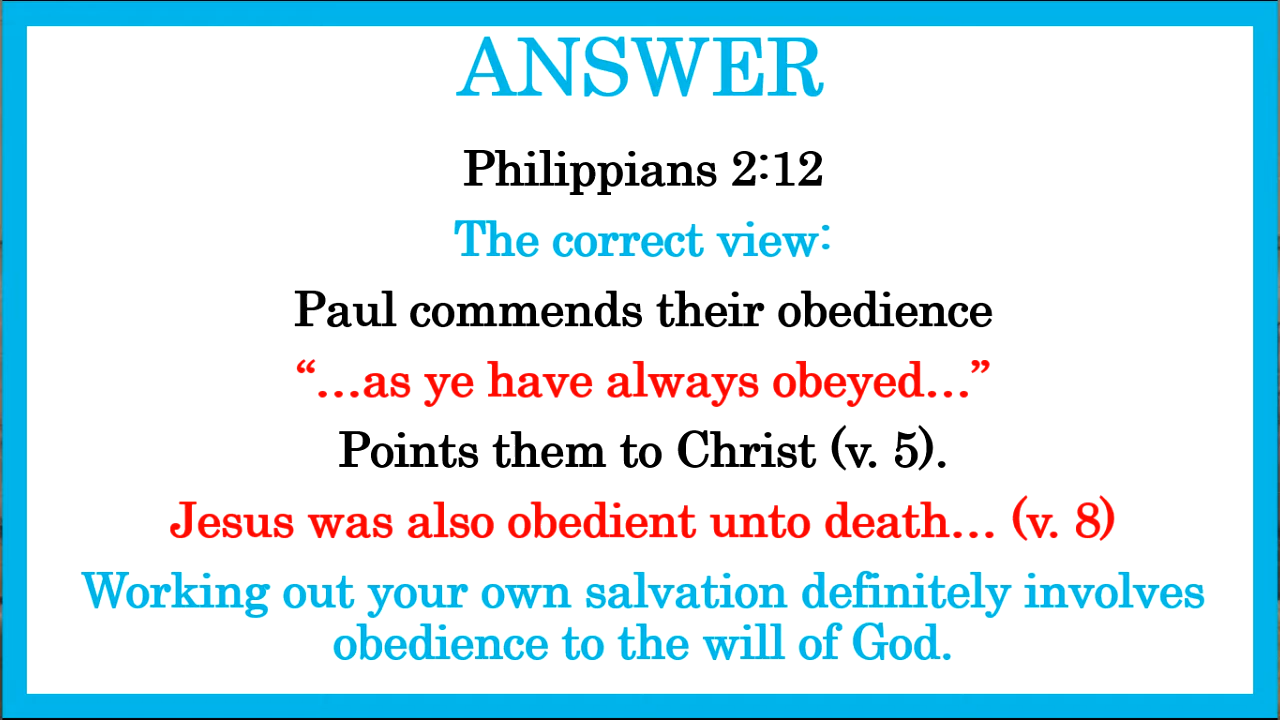 ANSWER
Philippians 2:12
The correct view:
Paul commends their obedience
“…as ye have always obeyed…”
Points them to Christ (v. 5).
Jesus was also obedient unto death… (v. 8)
Working out your own salvation definitely involves
obedience to the will of God.